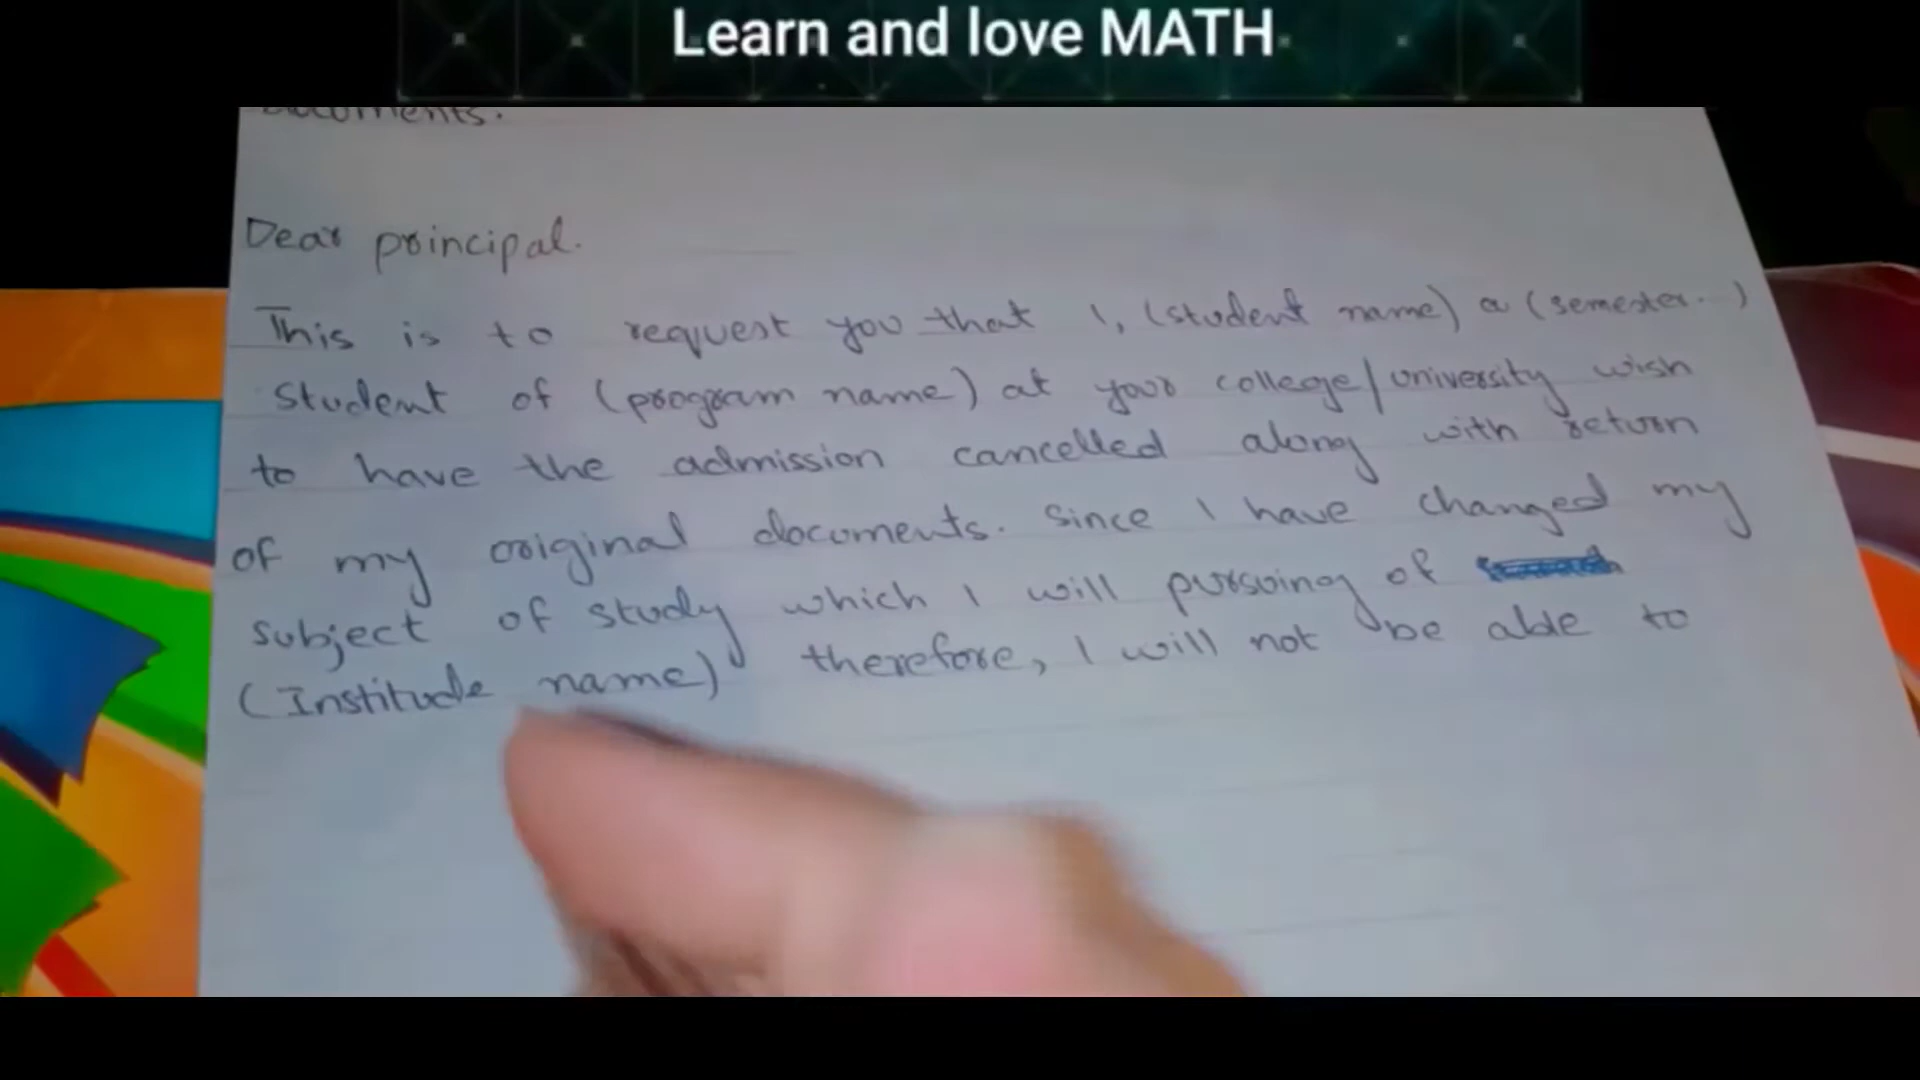 Learn and love MATH
documents.
Dear principal.
This is to request you that I, (student name) a (semester..)
student of (program name) at your college/university wish
to have the admission cancelled along with return
of my original documents. Since I have changed my
subject of study which I will pursuing of
(Institude name) therefore, I will not be able to